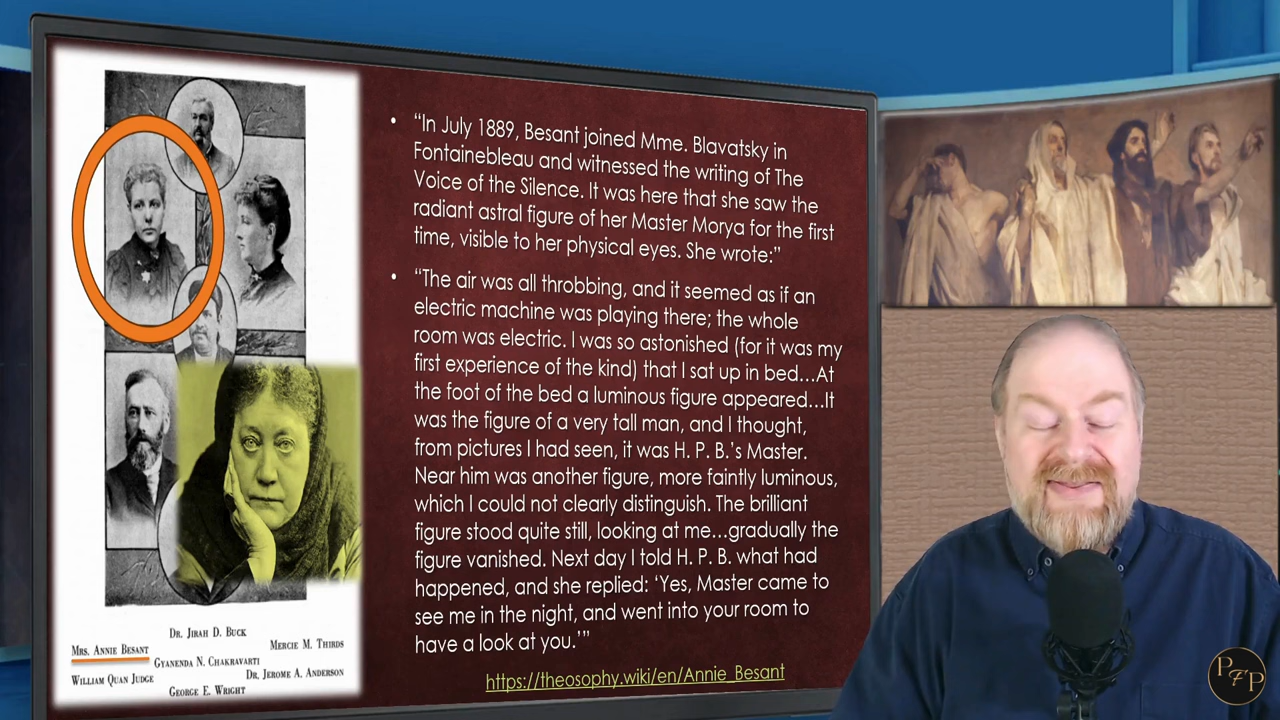 • “In July 1889, Besant joined Mme. Blavatsky in
Fontainebleau and witnessed the writing of The
Voice of the Silence. It was here that she saw the
radiant astral figure of her Master Morya for the first
time, visible to her physical eyes. She wrote:”
• “The air was all throbbing, and it seemed as if an
electric machine was playing there; the whole
room was electric. I was so astonished (for it was my
first experience of the kind) that I sat up in bed…At
the foot of the bed a luminous figure appeared…It
was the figure of a very tall man, and I thought,
from pictures I had seen, it was H. P. B.’s Master.
Near him was another figure, more faintly luminous,
which I could not clearly distinguish. The brilliant
figure stood quite still, looking at me…gradually the
figure vanished. Next day I told H. P. B. what had
happened, and she replied: ‘Yes, Master came to
see me in the night, and went into your room to
have a look at you.’”
https://theosophy.wiki/en/Annie_Besant
Dr. Jirah D. Buck
Mrs. Annie Besant
Mercie M. Thirds
Gyanenda N. Chakravarti
William Quan Judge
Dr. Jerome A. Anderson
George E. Wright
PFP